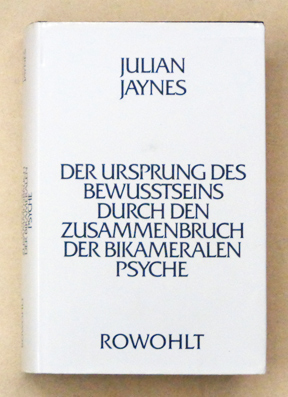 JULIAN
JAYNES
DER URSPRUNG DES
BEWUSSTSEINS
DURCH DEN
ZUSAMMENBRUCH
DER BIKAMERALEN
PSYCHE
ROWOHLT